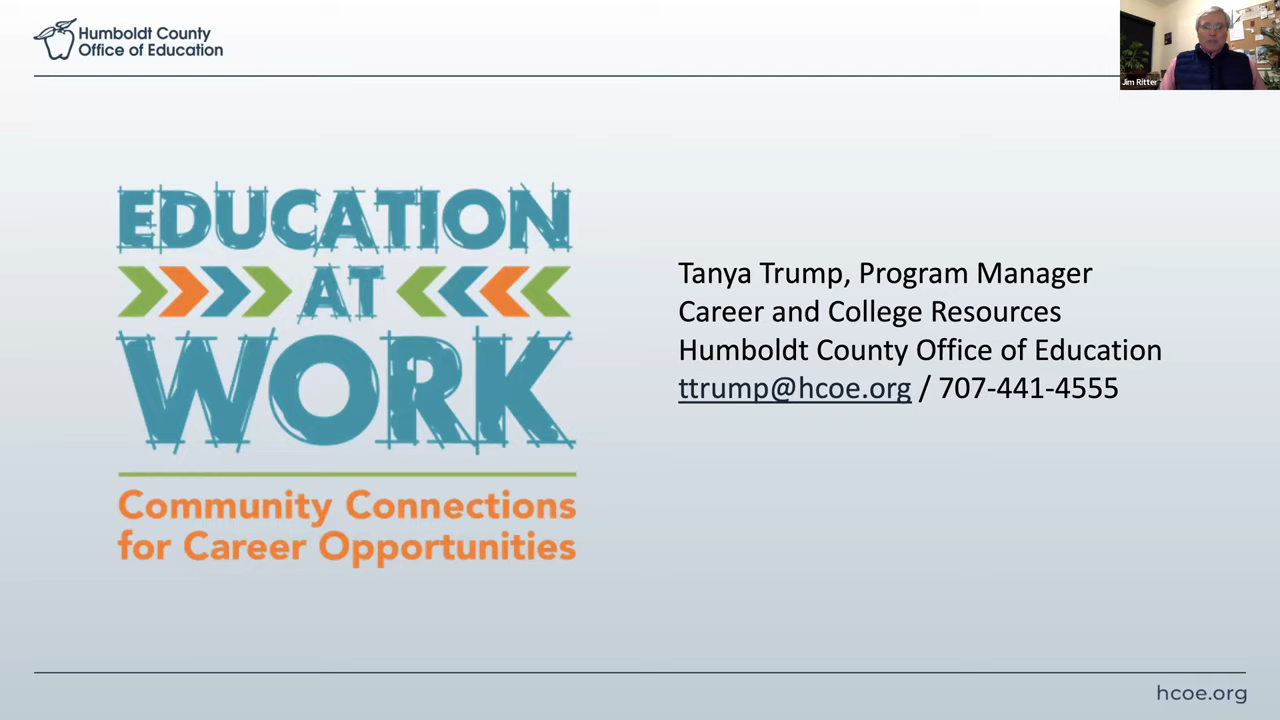 Humboldt County
Office of Education
Jim Ritter
EDUCATION
AT
WORK
Community Connections
for Career Opportunities
Tanya Trump, Program Manager
Career and College Resources
Humboldt County Office of Education
ttrump@hcoe.org / 707-441-4555
hcoe.org